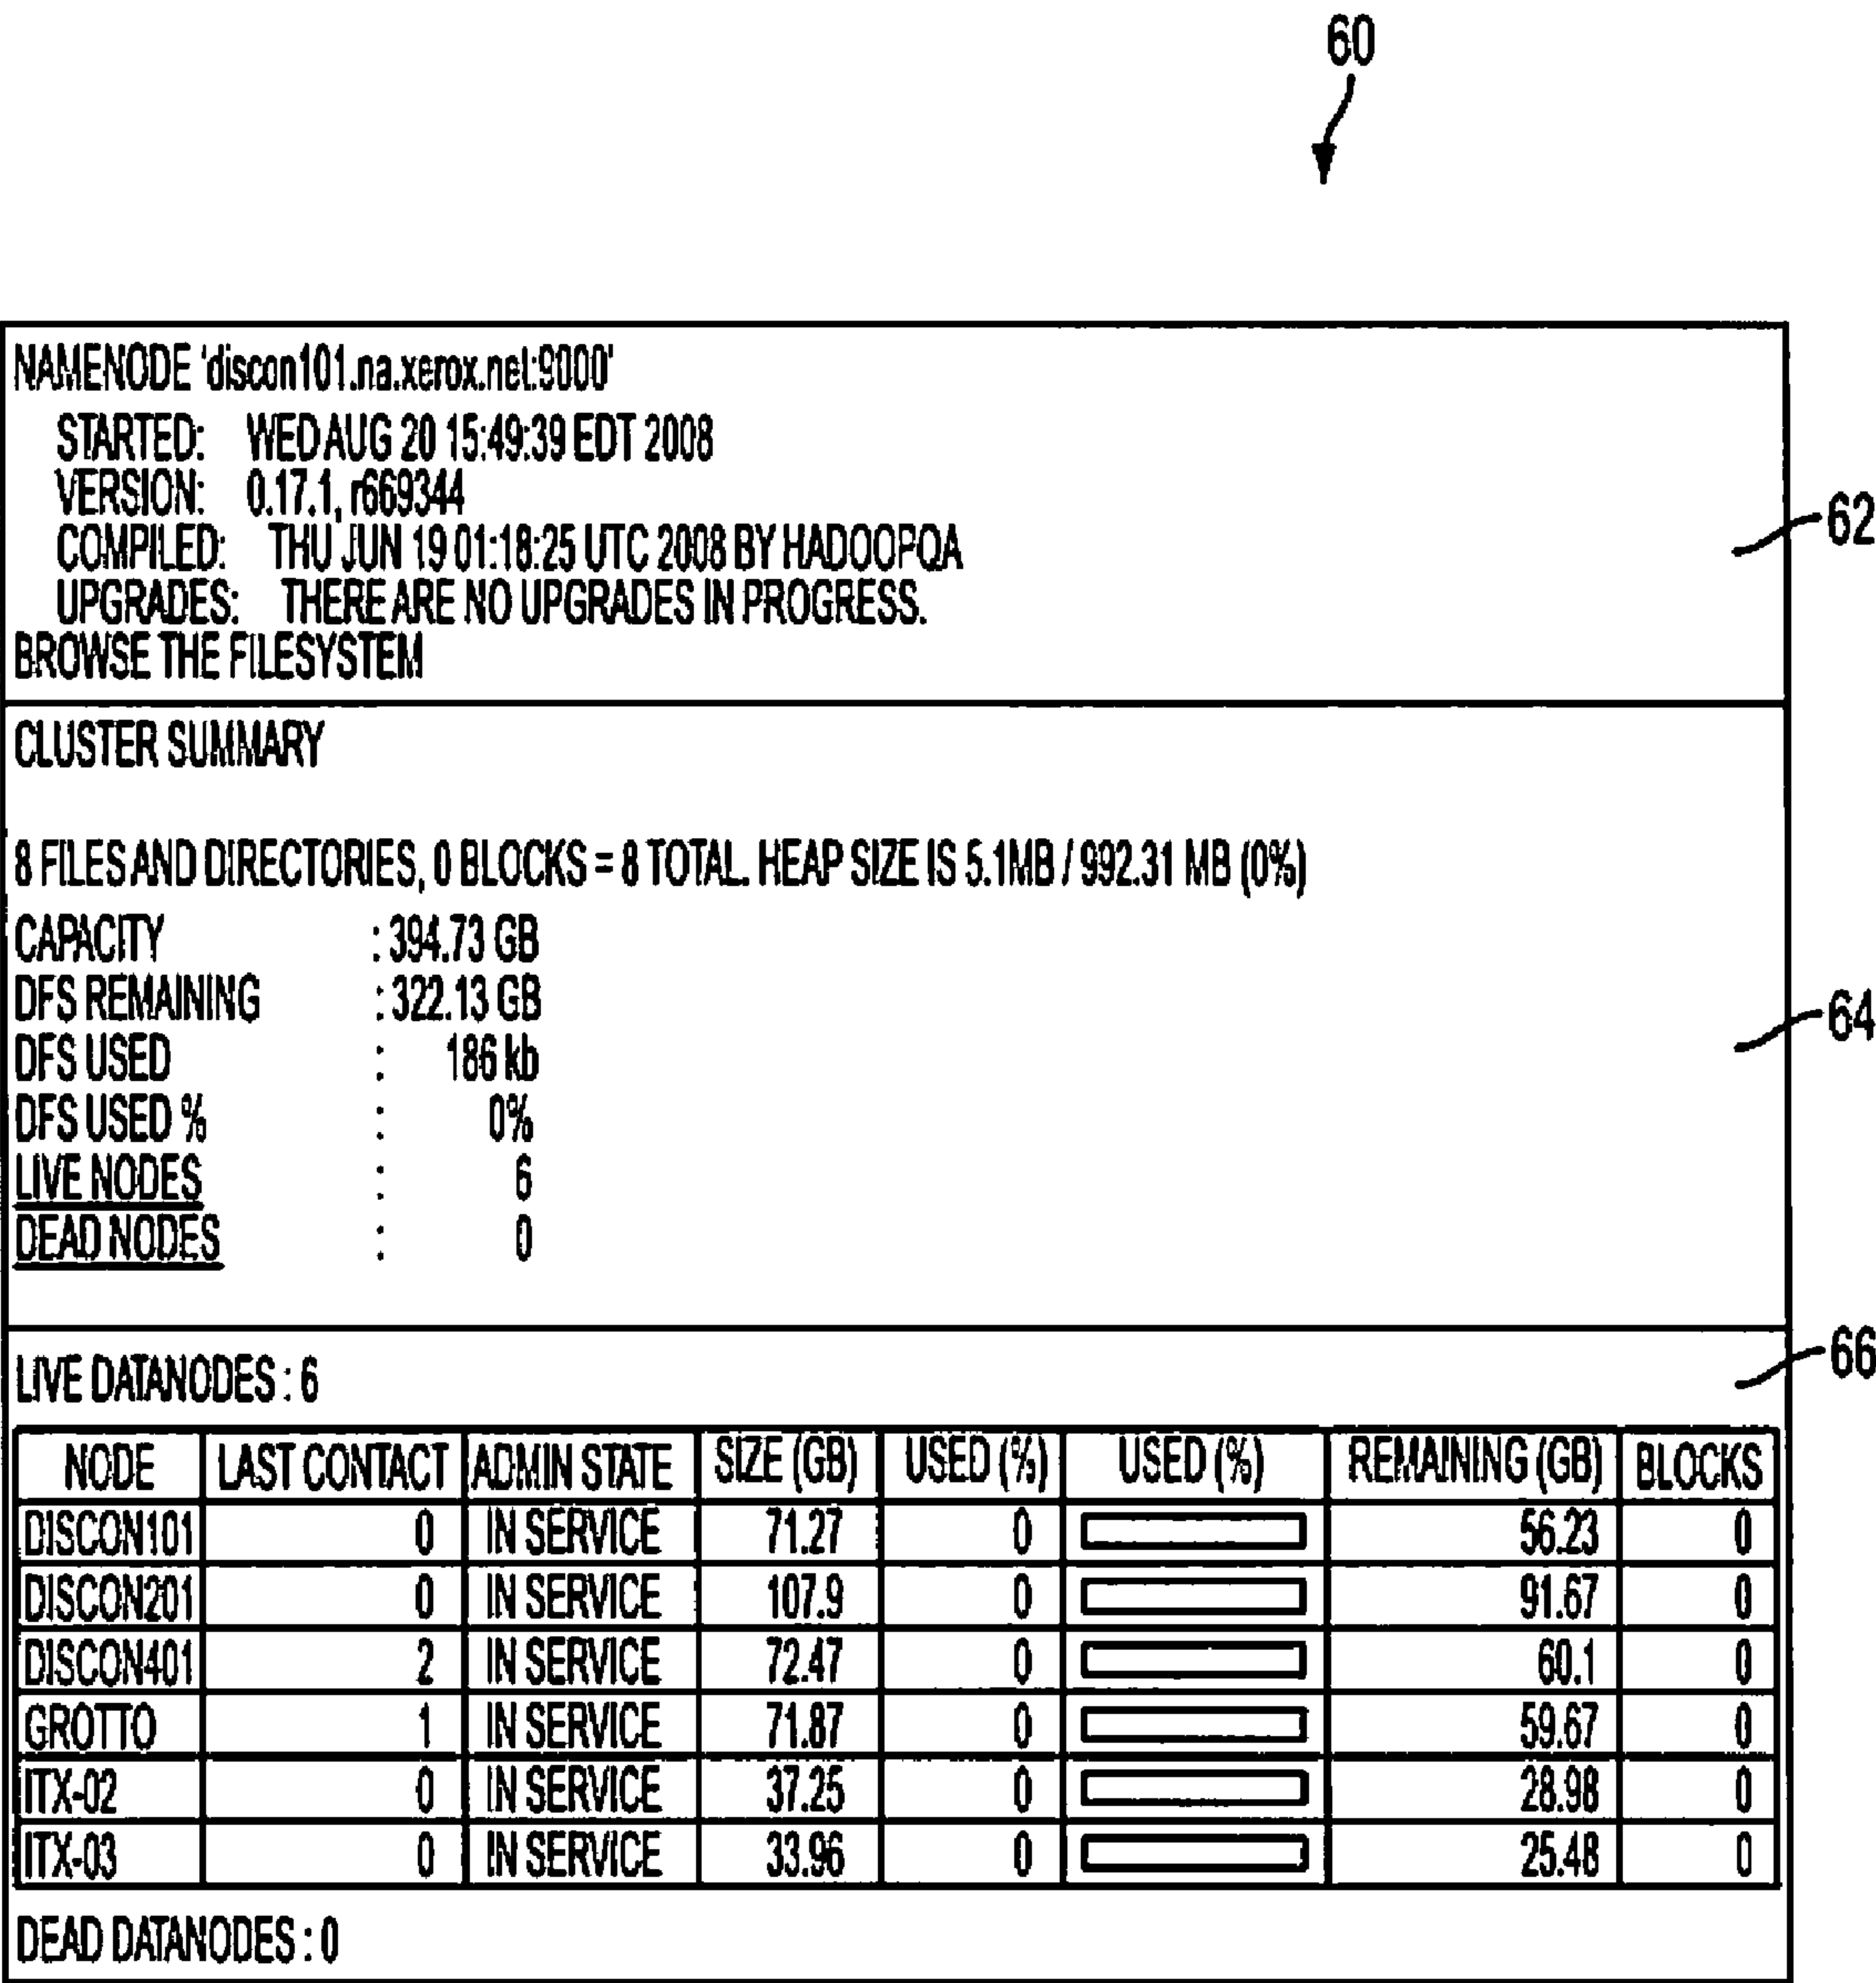 60
NAMENODE 'discon101.na.xerox.net:9000'
STARTED: WED AUG 20 15:49:39 EDT 2008
VERSION: 0.17.1, r669344
COMPILED: THU JUN 19 01:18:25 UTC 2008 BY HADOOPQA
UPGRADES: THERE ARE NO UPGRADES IN PROGRESS.
BROWSE THE FILESYSTEM
62
CLUSTER SUMMARY
8 FILES AND DIRECTORIES, 0 BLOCKS = 8 TOTAL. HEAP SIZE IS 5.1MB / 992.31 MB (0%)
CAPACITY : 394.73 GB
DFS REMAINING : 322.13 GB
DFS USED : 186 kb
DFS USED % : 0%
LIVE NODES : 6
DEAD NODES : 0
64
LIVE DATANODES : 6
66
NODE LAST CONTACT ADMIN STATE SIZE (GB) USED (%) USED (%) REMAINING (GB) BLOCKS
DISCON101 0 IN SERVICE 71.27 0 56.23 0
DISCON201 0 IN SERVICE 107.9 0 91.67 0
DISCON401 2 IN SERVICE 72.47 0 60.1 0
GROTTO 1 IN SERVICE 71.87 0 59.67 0
ITX-02 0 IN SERVICE 37.25 0 28.98 0
ITX-03 0 IN SERVICE 33.96 0 25.48 0
DEAD DATANODES : 0